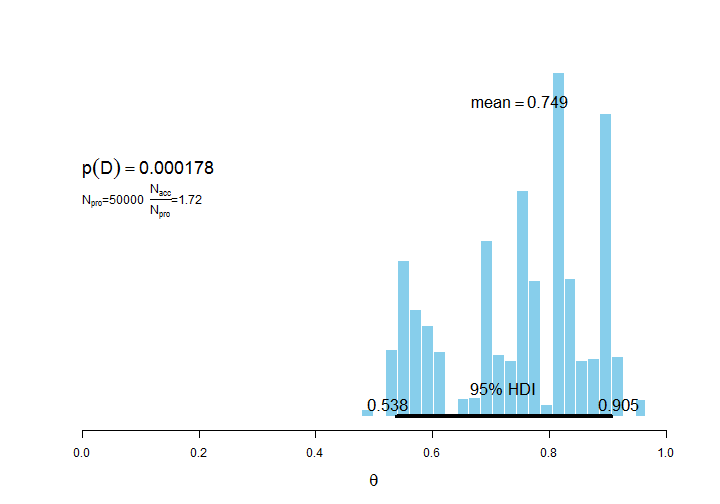 mean = 0.749
p(D) = 0.000178
Npro=50000 Nacc/Npro=1.72
95% HDI
0.538 0.905
0.0 0.2 0.4 0.6 0.8 1.0
θ